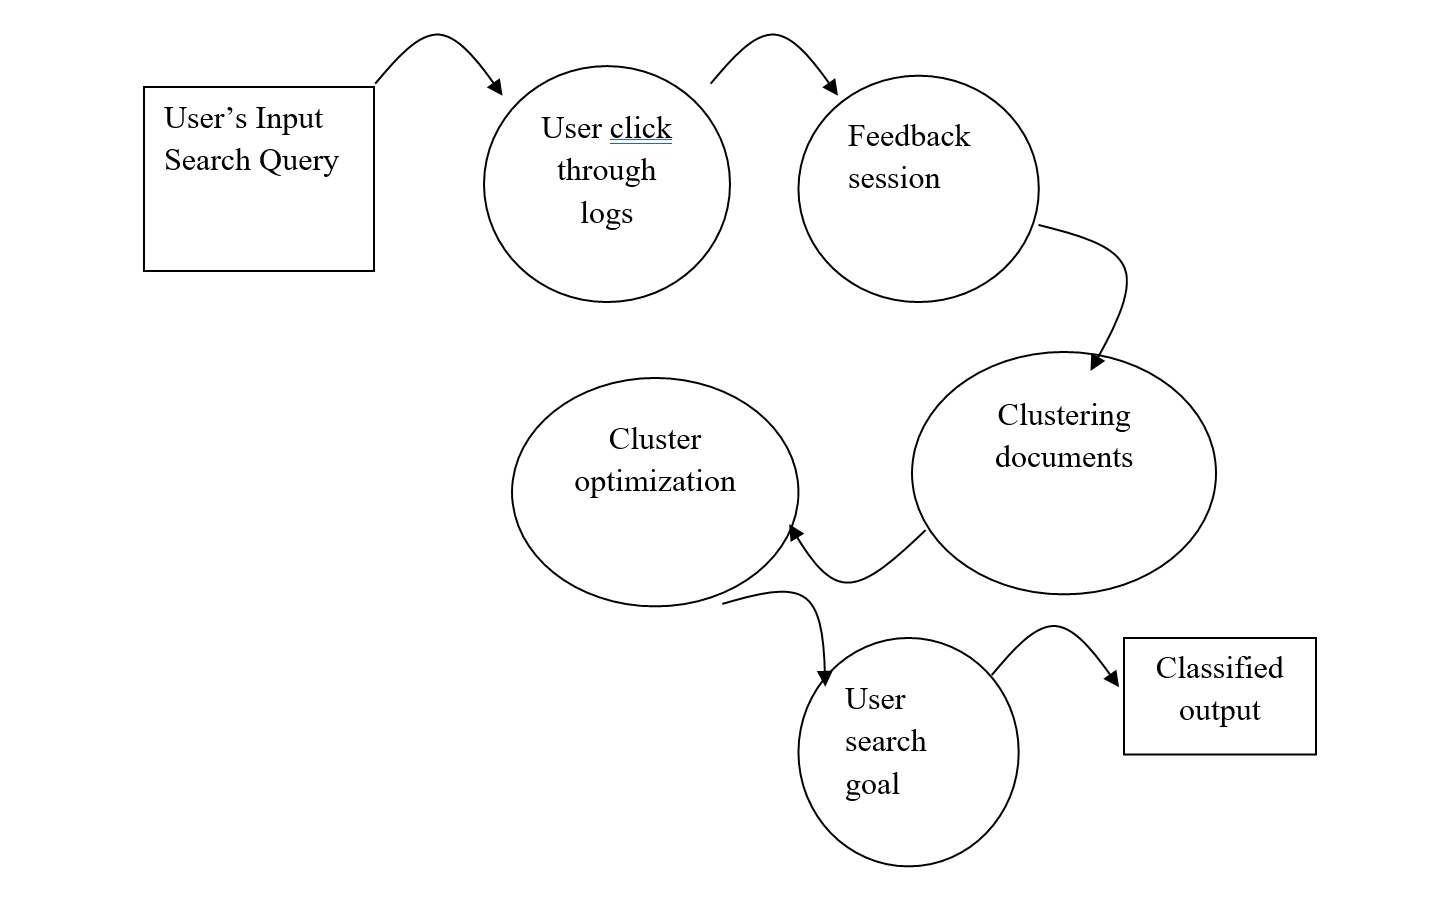 User’s Input
Search Query
User click
through
logs
Feedback
session
Clustering
documents
Cluster
optimization
User
search
goal
Classified
output